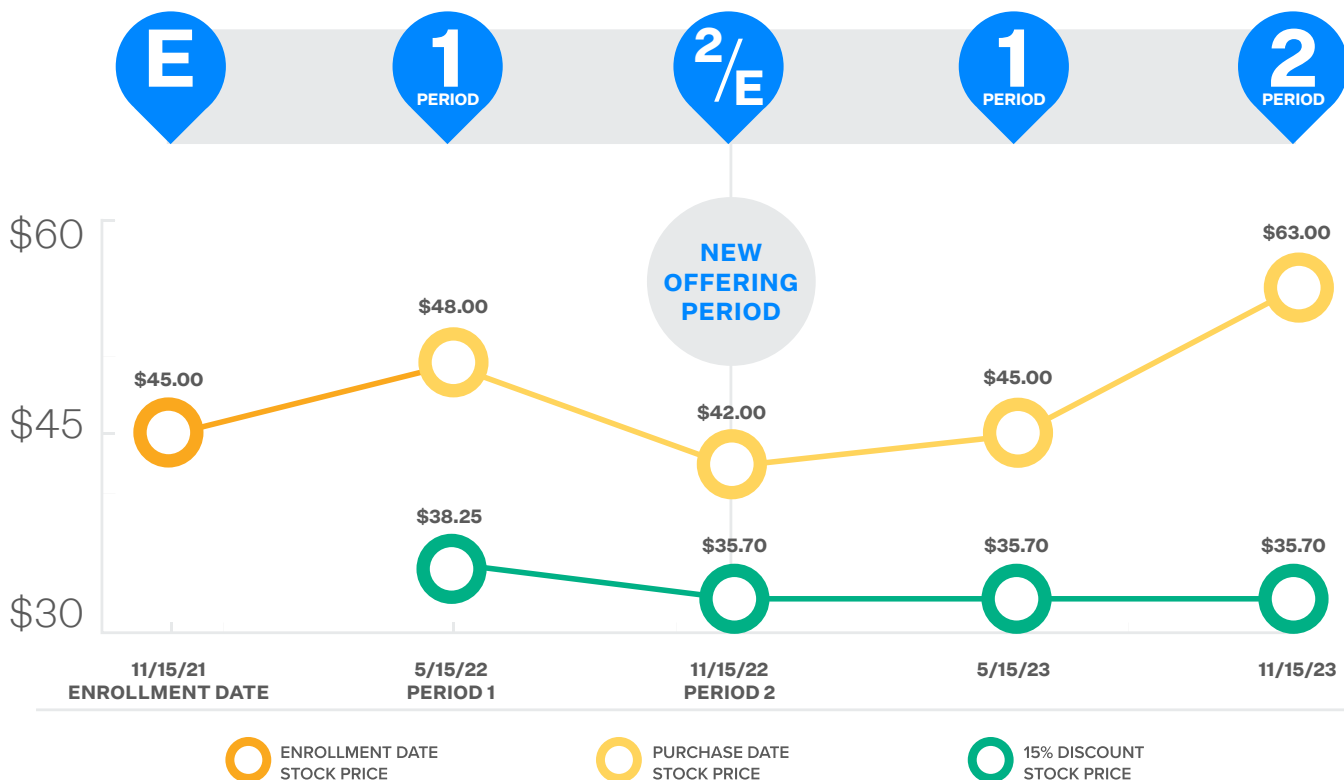 E
1
PERIOD
2/E
1
PERIOD
2
PERIOD
NEW
OFFERING
PERIOD
$60
$45
$30
$45.00
$48.00
$42.00
$45.00
$63.00
$38.25
$35.70
$35.70
$35.70
11/15/21
ENROLLMENT DATE
5/15/22
PERIOD 1
11/15/22
PERIOD 2
5/15/23
11/15/23
ENROLLMENT DATE
STOCK PRICE
PURCHASE DATE
STOCK PRICE
15% DISCOUNT
STOCK PRICE